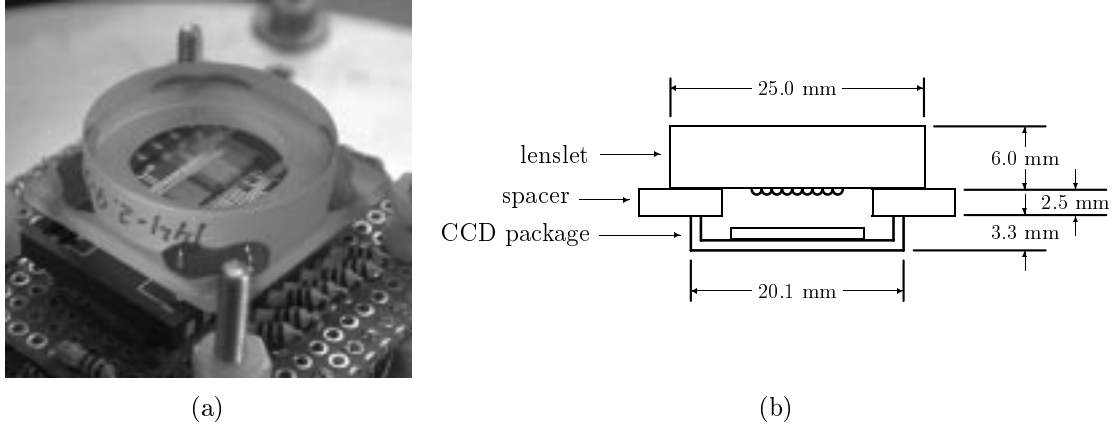 25.0 mm
lenslet
6.0 mm
spacer
2.5 mm
CCD package
3.3 mm
20.1 mm
(a)
(b)